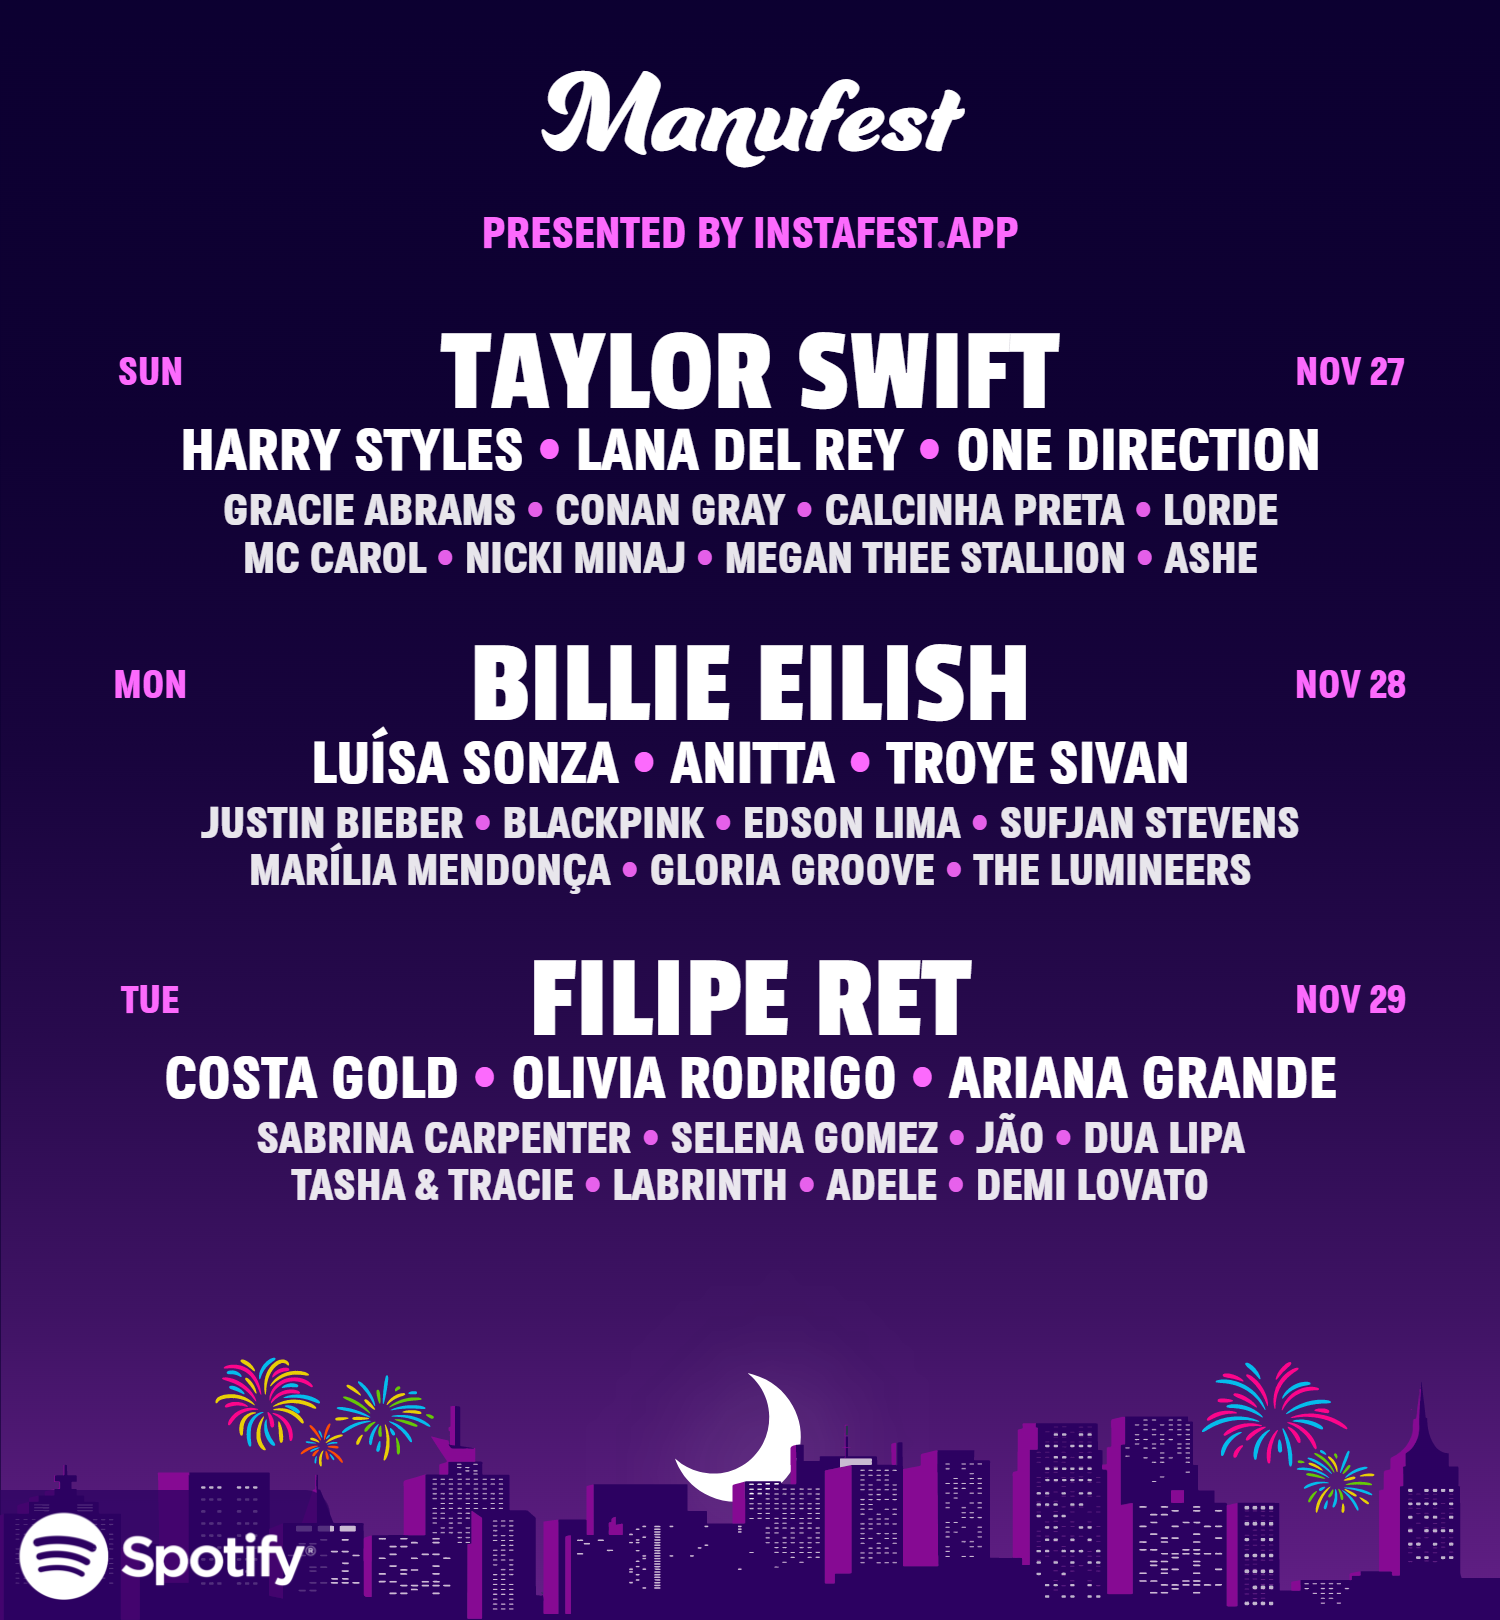 Manufest
PRESENTED BY INSTAFEST.APP
SUN
TAYLOR SWIFT
NOV 27
HARRY STYLES • LANA DEL REY • ONE DIRECTION
GRACIE ABRAMS • CONAN GRAY • CALCINHA PRETA • LORDE
MC CAROL • NICKI MINAJ • MEGAN THEE STALLION • ASHE
MON
BILLIE EILISH
NOV 28
LUÍSA SONZA • ANITTA • TROYE SIVAN
JUSTIN BIEBER • BLACKPINK • EDSON LIMA • SUFJAN STEVENS
MARÍLIA MENDONÇA • GLORIA GROOVE • THE LUMINEERS
TUE
FILIPE RET
NOV 29
COSTA GOLD • OLIVIA RODRIGO • ARIANA GRANDE
SABRINA CARPENTER • SELENA GOMEZ • JÃO • DUA LIPA
TASHA & TRACIE • LABRINTH • ADELE • DEMI LOVATO
Spotify®